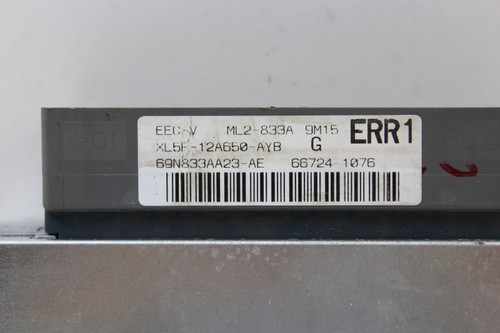 EEC-V ML2-833A 9M15 ERR1
XL5F-12A650-AYB G
69N833AA23-AE 66724 1076